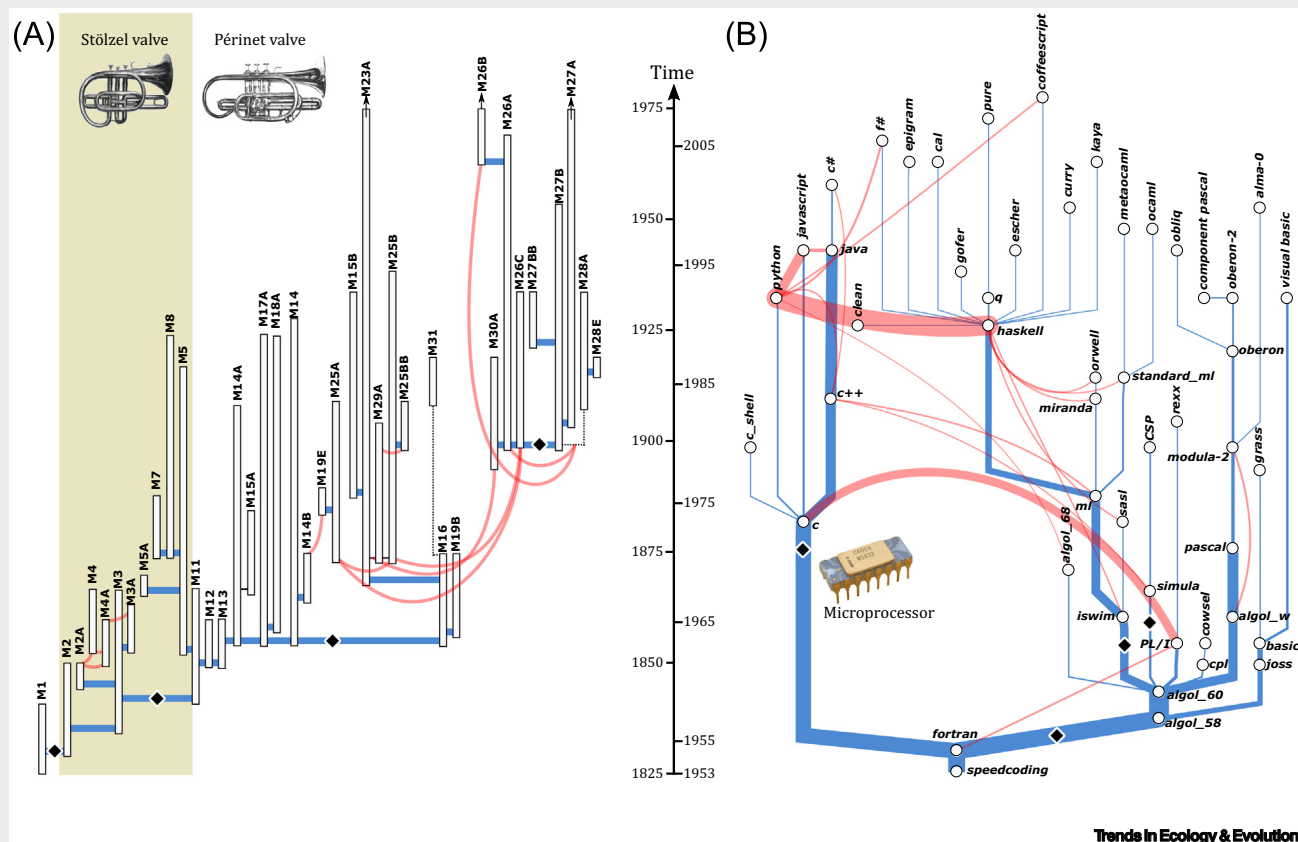 (A)
Stölzel valve
Périnet valve
M1
M2
M2A
M4
M4A
M3
M3A
M5A
M7
M8
M5
M11
M12
M13
M14A
M15A
M17A
M18A
M14
M14B
M19E
M25A
M15B
M23A
M29A
M25B
M25BB
M31
M16
M19B
M26B
M30A
M26A
M26C
M27BB
M27B
M27A
M28A
M28E
Time
1975
2005
1950
1995
1925
1985
1900
1975
1875
1965
1850
1955
1825
1953
(B)
coffeescript
pure
f#
epigram
cal
kaya
c#
javascript
java
python
clean
gofer
q
escher
curry
metaocaml
ocaml
obliq
component pascal
oberon-2
alma-0
visual basic
haskell
oberon
orwell
standard_ml
miranda
rexx
c++
c_shell
CSP
modula-2
grass
ml
sasl
c
algol_68
pascal
Microprocessor
simula
iswim
PL/I
cowsel
algol_w
basic
cpl
joss
algol_60
algol_58
fortran
speedcoding
Trends in Ecology & Evolution